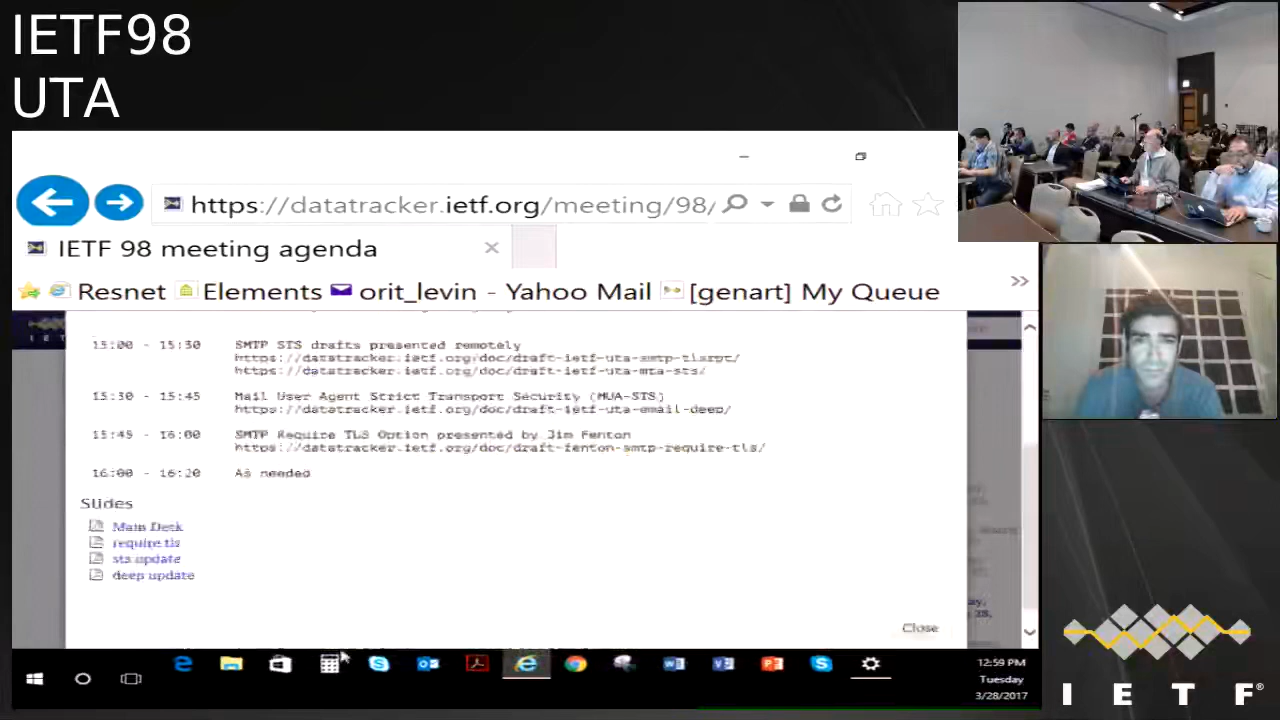 IETF98
UTA
https://datatracker.ietf.org/meeting/98/
IETF 98 meeting agenda
Resnet Elements orit_levin - Yahoo Mail [genart] My Queue
15:00 - 15:30 SMTP STS drafts presented remotely
https://datatracker.ietf.org/doc/draft-ietf-uta-smtp-tlsrpt/
https://datatracker.ietf.org/doc/draft-ietf-uta-mta-sts/
15:30 - 15:45 Mail User Agent Strict Transport Security (MUA-STS)
https://datatracker.ietf.org/doc/draft-ietf-uta-email-deep/
15:45 - 16:00 SMTP Require TLS Option presented by Jim Fenton
https://datatracker.ietf.org/doc/draft-fenton-smtp-require-tls/
16:00 - 16:20 As needed
Slides
Main Deck
require tls
sts update
deep update
Close
12:59 PM
Tuesday
3/28/2017
I E T F®